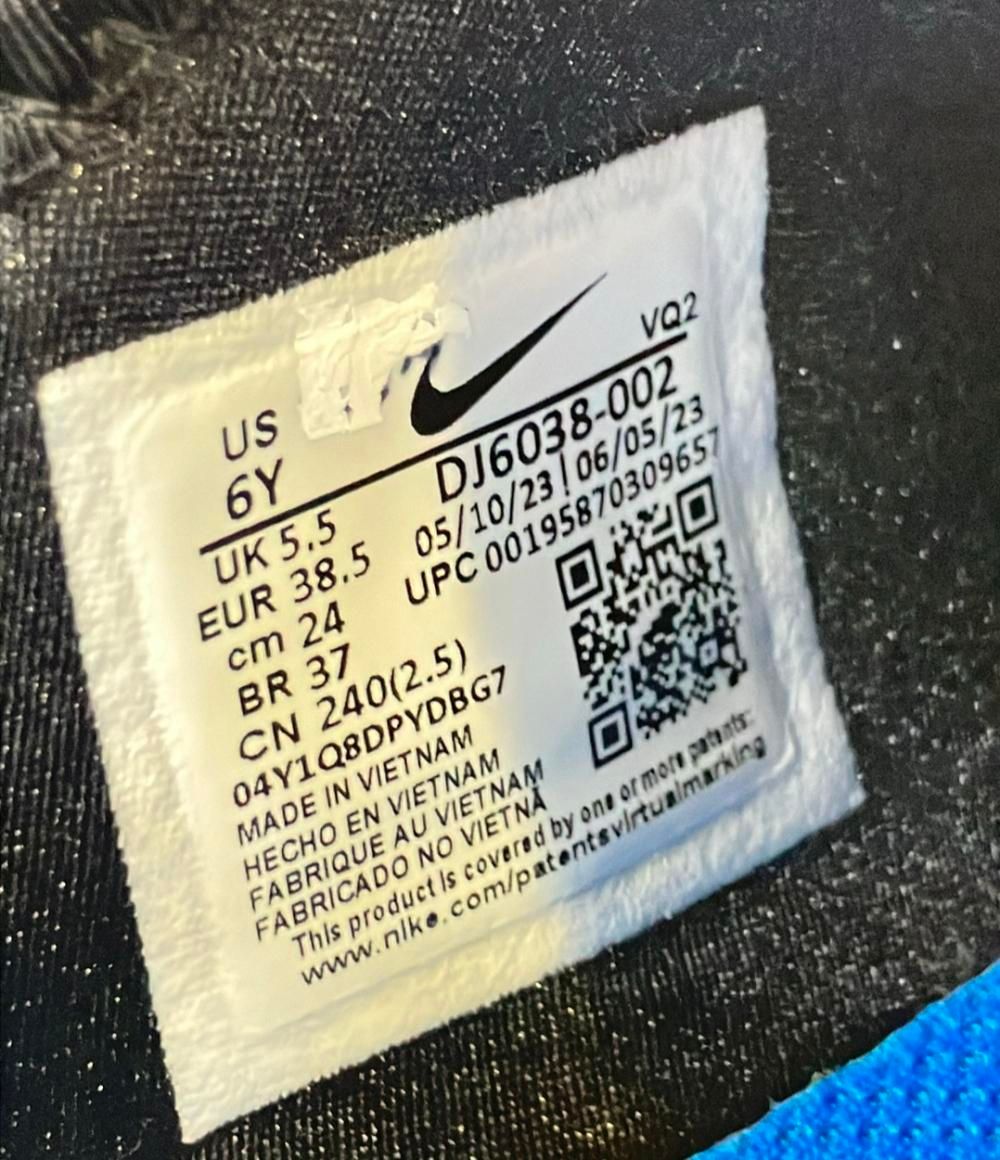 VQ2
US
6Y
DJ6038-002
05/10/23 | 06/05/23
UPC 00195870309657
UK 5.5
EUR 38.5
cm 24
BR 37
CN 240(2.5)
04Y1Q8DPYDBG7
MADE IN VIETNAM
HECHO EN VIETNAM
FABRIQUE AU VIETNAM
FABRICADO NO VIETNÃ
This product is covered by one or more patents:
www.nike.com/patentsvirtualmarking